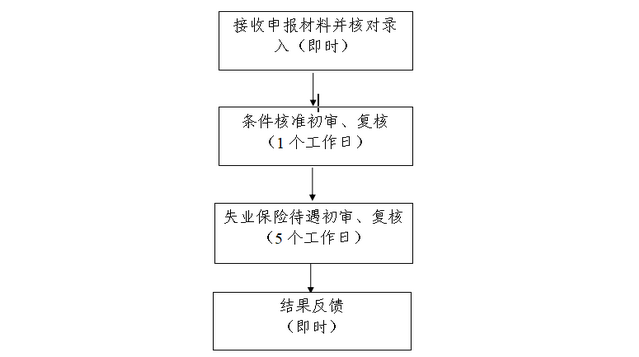 接收申报材料并核对录
入（即时）
条件核准初审、复核
（1 个工作日）
失业保险待遇初审、复核
（5 个工作日）
结果反馈
（即时）